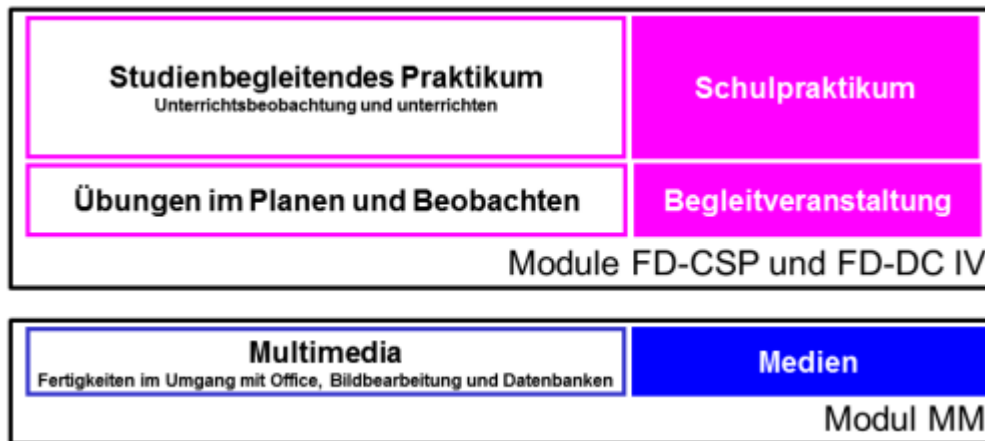 Studienbegleitendes Praktikum
Unterrichtsbeobachtung und unterrichten
Schulpraktikum
Übungen im Planen und Beobachten
Begleitveranstaltung
Module FD-CSP und FD-DC IV
Multimedia
Fertigkeiten im Umgang mit Office, Bildbearbeitung und Datenbanken
Medien
Modul MM